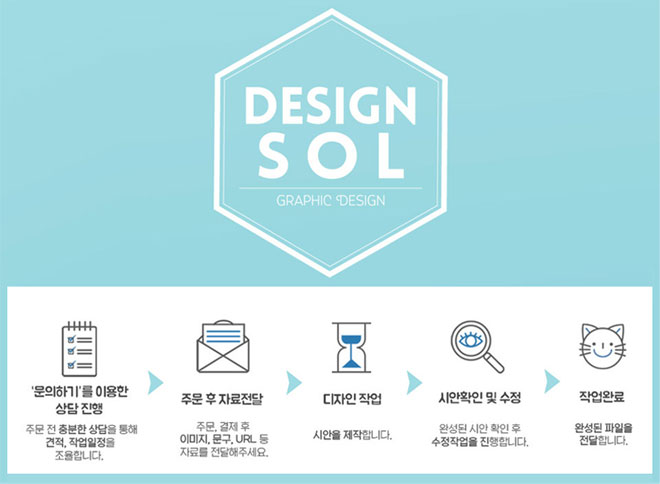 DESIGN
SOL
GRAPHIC DESIGN
'문의하기'를 이용한
상담 진행
주문 전 충분한 상담을 통해
견적, 작업일정을
조율합니다.
주문 후 자료전달
주문, 결제 후
이미지, 문구, URL 등
자료를 전달해주세요.
디자인 작업
시안을 제작합니다.
시안확인 및 수정
완성된 시안 확인 후
수정작업을 진행합니다.
작업완료
완성된 파일을
전달합니다.